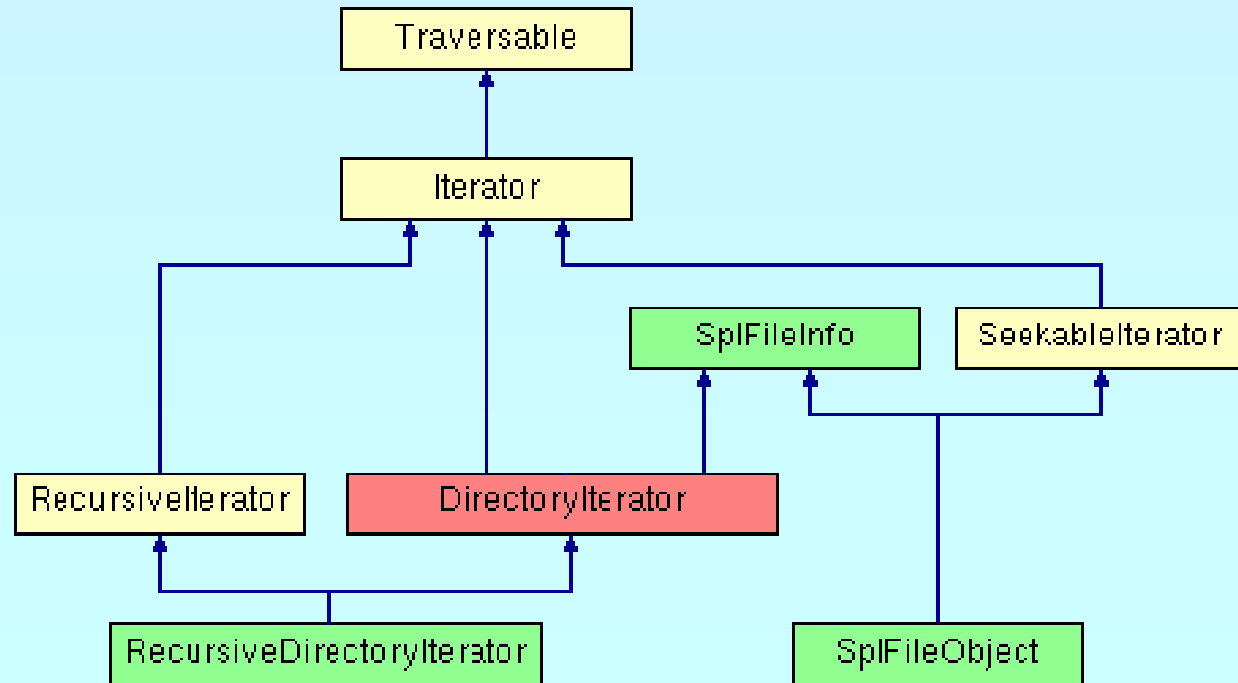 Traversable
Iterator
SplFileInfo
SeekableIterator
RecursiveIterator
DirectoryIterator
RecursiveDirectoryIterator
SplFileObject